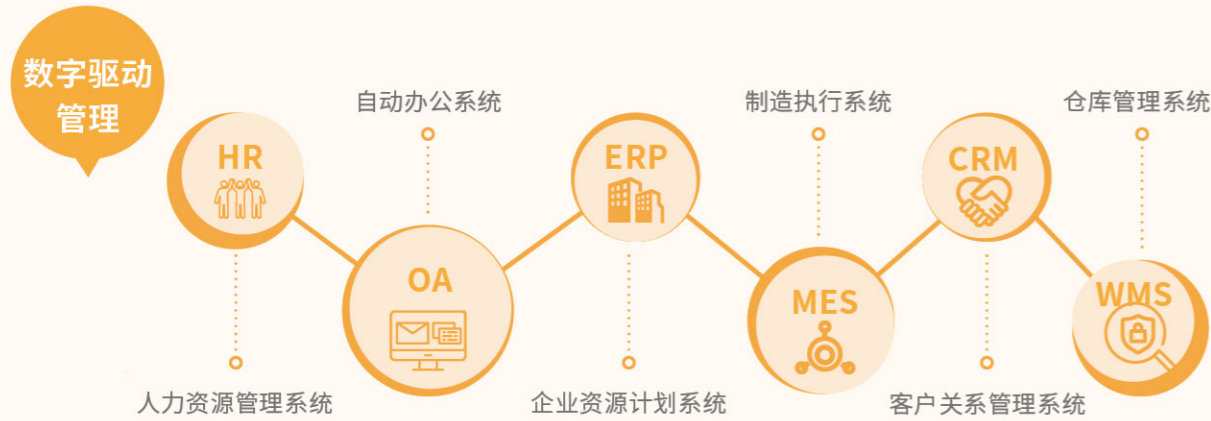 数字驱动
管理
自动办公系统
制造执行系统
仓库管理系统
HR
ERP
CRM
OA
MES
WMS
人力资源管理系统
企业资源计划系统
客户关系管理系统